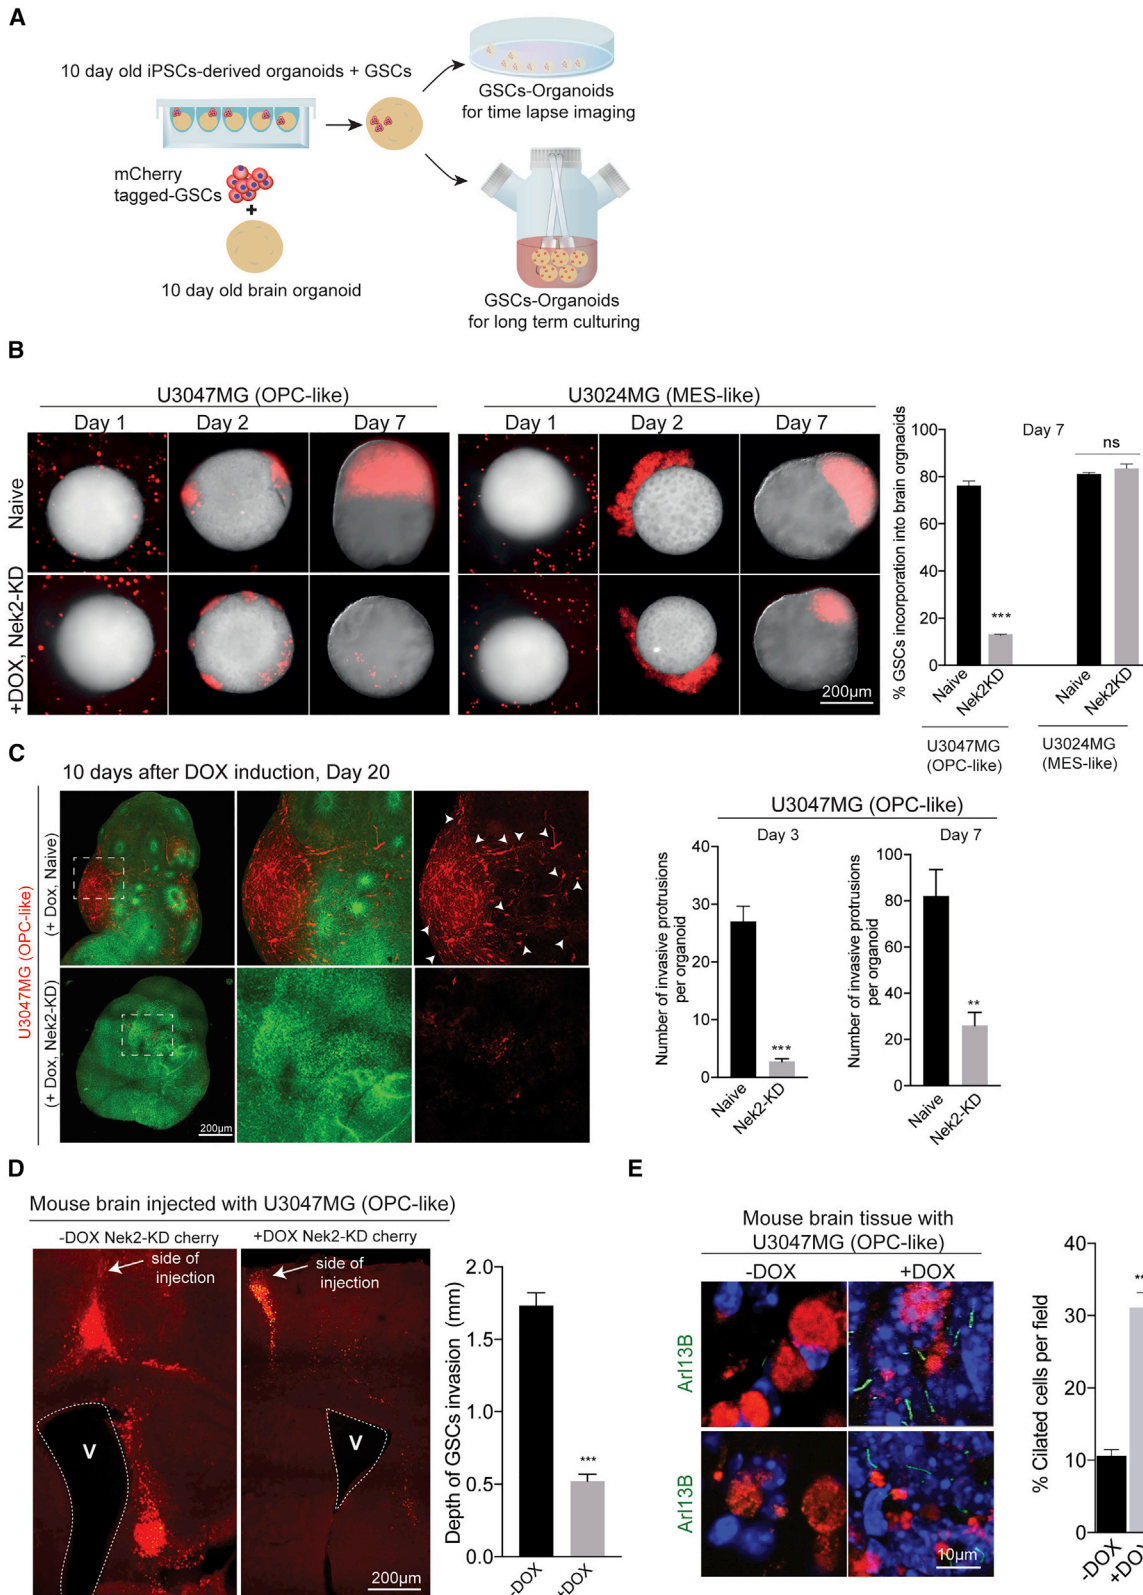 A
10 day old iPSCs-derived organoids + GSCs
mCherry
tagged-GSCs
+
10 day old brain organoid
GSCs-Organoids
for time lapse imaging
GSCs-Organoids
for long term culturing
B
U3047MG (OPC-like)
Day 1
Day 2
Day 7
U3024MG (MES-like)
Day 1
Day 2
Day 7
Naive
+DOX, Nek2-KD
200µm
% GSCs incorporation into brain orgnaoids
Day 7
100
80
60
40
20
0
***
ns
Naive
Nek2KD
Naive
Nek2KD
U3047MG
(OPC-like)
U3024MG
(MES-like)
C
10 days after DOX induction, Day 20
U3047MG (OPC-like)
(+ Dox, Naive)
(+ Dox, Nek2-KD)
200µm
U3047MG (OPC-like)
Day 3
Number of invasive protrusions
per organoid
40
30
20
10
0
***
Naive
Nek2-KD
Day 7
Number of invasive protrusions
per organoid
100
80
60
40
20
0
**
Naive
Nek2-KD
D
Mouse brain injected with U3047MG (OPC-like)
-DOX Nek2-KD cherry
+DOX Nek2-KD cherry
side of
injection
side of
injection
V
V
200µm
Depth of GSCs invasion (mm)
2.0
1.5
1.0
0.5
0.0
***
-DOX
+DOX
E
Mouse brain tissue with
U3047MG (OPC-like)
-DOX
+DOX
Arl13B
Arl13B
10µm
% Cilated cells per field
40
30
20
10
0
**
-DOX
+DO